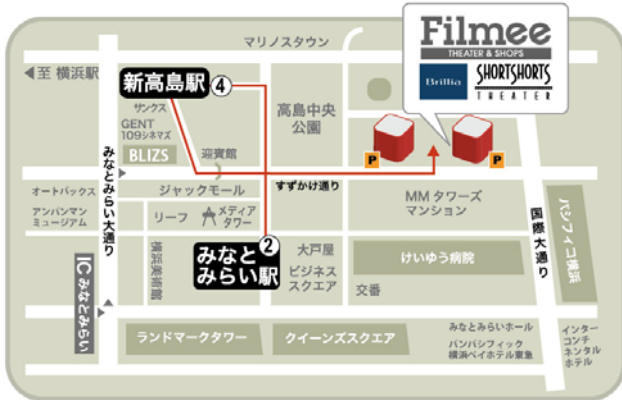 Filmee
THEATER & SHOPS
Brillia
SHORTSHORTS
THEATER
マリノスタウン
至 横浜駅
新高島駅
4
サンクス
GENT
109シネマズ
BLIZS
迎賓館
高島中央
公園
P
P
みなとみらい大通り
すずかけ通り
オートバックス
ジャックモール
MMタワーズ
マンション
アンパンマン
ミュージアム
リーフ
メディア
タワー
国際大通り
パシフィコ横浜
2
みなと
みらい駅
横浜美術館
大戸屋
ビジネス
スクエア
けいゆう病院
交番
ICみなとみらい
ランドマークタワー
クイーンズスクエア
みなとみらいホール
パンパシフィック
横浜ベイホテル東急
インター
コンチ
ネンタル
ホテル